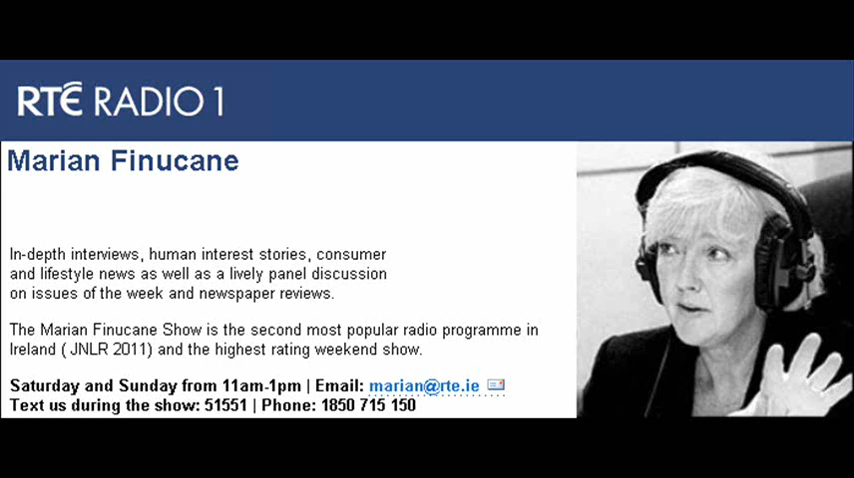 RTÉ RADIO 1
Marian Finucane
In-depth interviews, human interest stories, consumer
and lifestyle news as well as a lively panel discussion
on issues of the week and newspaper reviews.
The Marian Finucane Show is the second most popular radio programme in
Ireland ( JNLR 2011) and the highest rating weekend show.
Saturday and Sunday from 11am-1pm | Email: marian@rte.ie
Text us during the show: 51551 | Phone: 1850 715 150